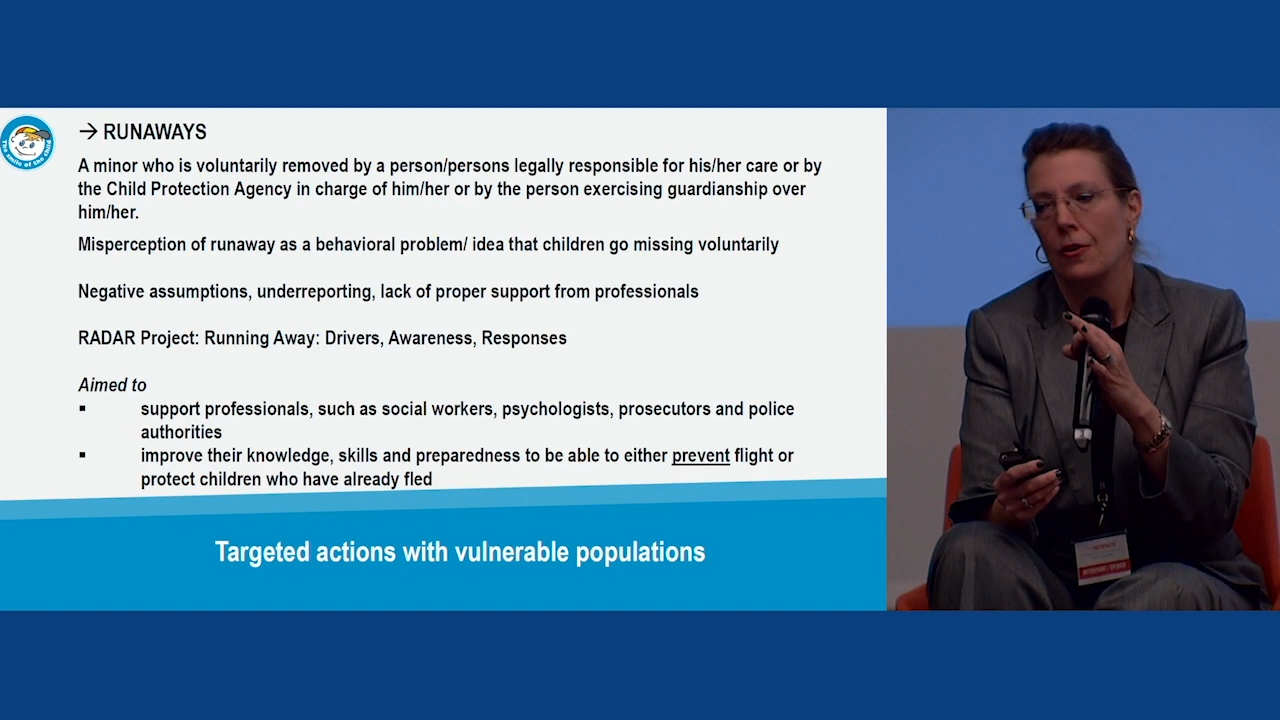 The smile of the child
→ RUNAWAYS
A minor who is voluntarily removed by a person/persons legally responsible for his/her care or by
the Child Protection Agency in charge of him/her or by the person exercising guardianship over
him/her.
Misperception of runaway as a behavioral problem/ idea that children go missing voluntarily
Negative assumptions, underreporting, lack of proper support from professionals
RADAR Project: Running Away: Drivers, Awareness, Responses
Aimed to
▪ support professionals, such as social workers, psychologists, prosecutors and police
authorities
▪ improve their knowledge, skills and preparedness to be able to either prevent flight or
protect children who have already fled
Targeted actions with vulnerable populations